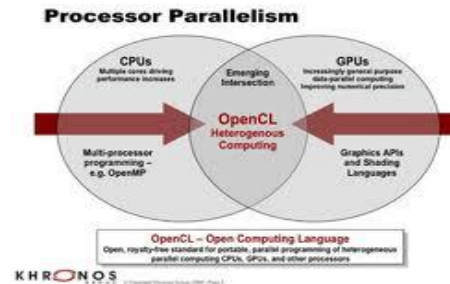 Processor Parallelism
CPUs
Multiple cores driving
performance increases
Emerging
Intersection
GPUs
Increasingly general purpose
data-parallel computing
Improving numerical precision
OpenCL
Heterogenous
Computing
Multi-processor
programming –
e.g. OpenMP
Graphics APIs
and Shading
Languages
OpenCL – Open Computing Language
Open, royalty-free standard for portable, parallel programming of heterogeneous
parallel computing CPUs, GPUs, and other processors
KHRONOS
GROUP